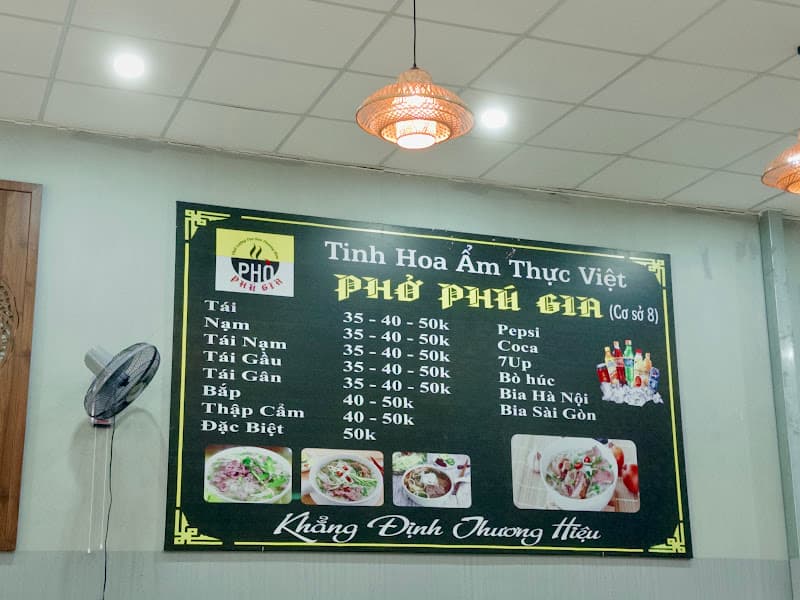 PHỞ
PHÚ GIA
Tinh Hoa Ẩm Thực Việt
PHỞ PHÚ GIA (Cơ sở 8)
Tái 35 - 40 - 50k
Nạm 35 - 40 - 50k
Tái Nạm 35 - 40 - 50k
Tái Gầu 35 - 40 - 50k
Tái Gân 35 - 40 - 50k
Bắp 40 - 50k
Thập Cẩm 40 - 50k
Đặc Biệt 50k
Pepsi
Coca
7Up
Bò húc
Bia Hà Nội
Bia Sài Gòn
Khẳng Định Thương Hiệu